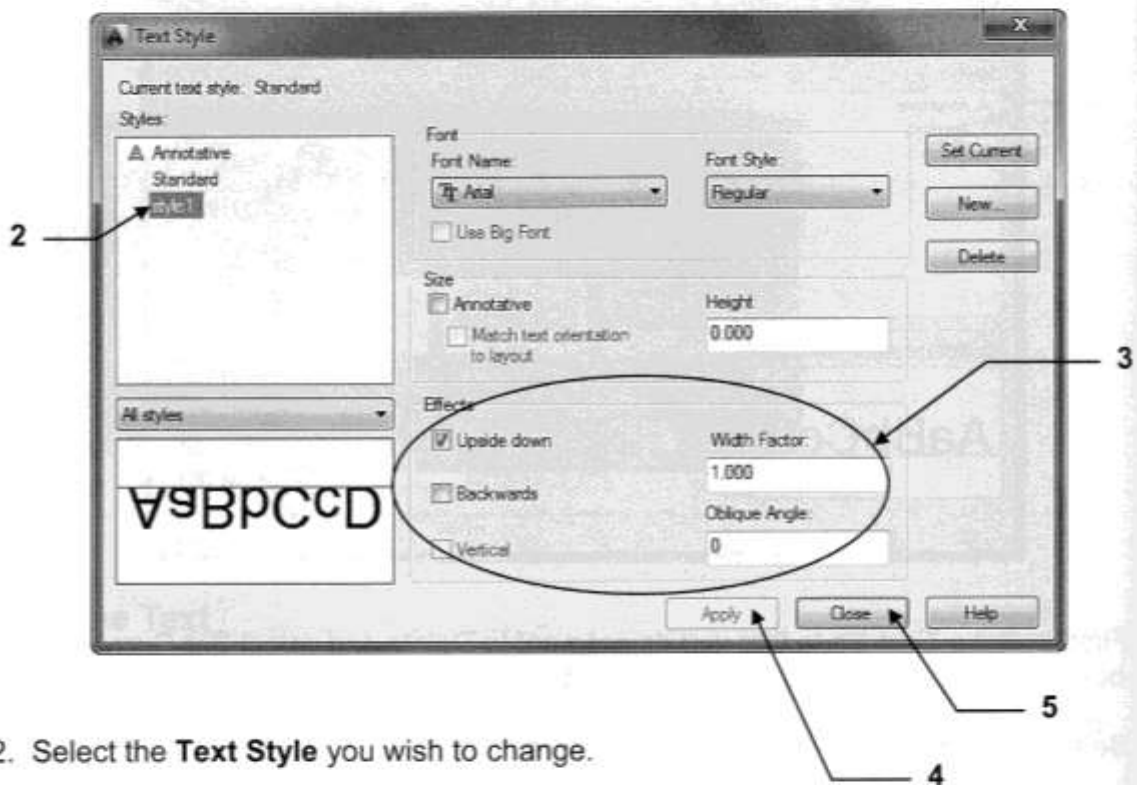 Text Style
X
Current text style: Standard
Styles:
Annotative
Standard
style1
All styles
AaBbCcD
Font
Font Name:
Arial
Use Big Font
Font Style
Regular
Set Current
New...
Delete
Size
Annotative
Match text orientation
to layout
Height
0.000
Effects
Upside down
Backwards
Vertical
Width Factor:
1.000
Oblique Angle:
0
Apply
Close
Help
2
3
5
4
2. Select the Text Style you wish to change.